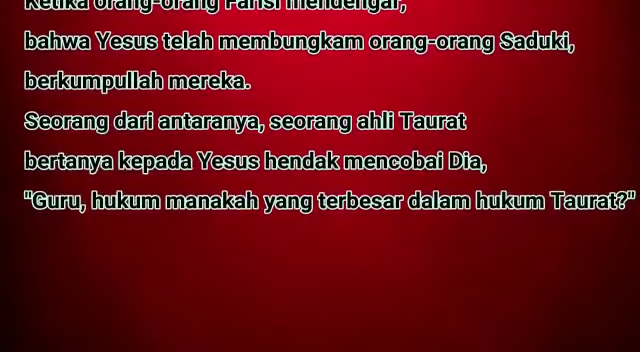 Ketika orang-orang Farisi mendengar,
bahwa Yesus telah membungkam orang-orang Saduki,
berkumpullah mereka.
Seorang dari antaranya, seorang ahli Taurat
bertanya kepada Yesus hendak mencobai Dia,
"Guru, hukum manakah yang terbesar dalam hukum Taurat?"